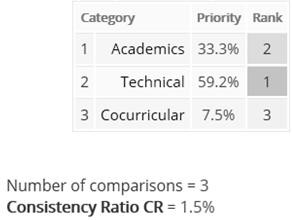 Category Priority Rank
1 Academics 33.3% 2
2 Technical 59.2% 1
3 Cocurricular 7.5% 3
Number of comparisons = 3
Consistency Ratio CR = 1.5%